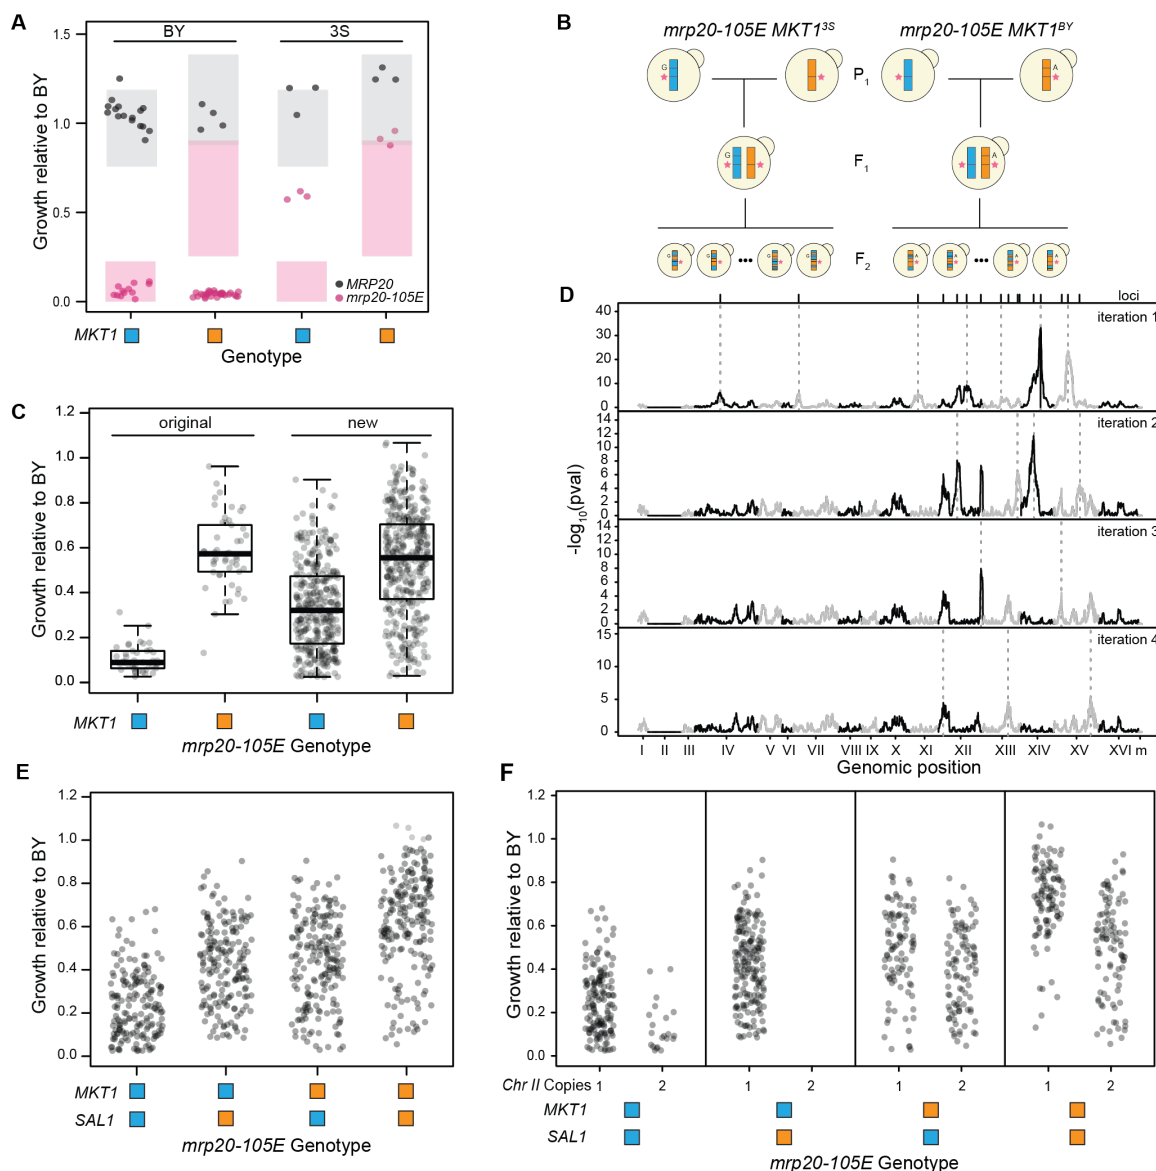 A
BY
3S
1.5
1.0
0.5
0.0
Growth relative to BY
MRP20
mrp20-105E
MKT1
Genotype
B
mrp20-105E MKT13S
mrp20-105E MKT1BY
G
A
P1
G
A
F1
G
G
G
G
A
A
A
A
F2
C
original
new
1.2
1.0
0.8
0.6
0.4
0.2
0.0
Growth relative to BY
MKT1
mrp20-105E Genotype
D
loci
iteration 1
40
30
20
10
0
iteration 2
14
12
10
8
6
4
2
0
iteration 3
14
12
10
8
6
4
2
0
iteration 4
15
10
5
0
-log10(pval)
I II III IV V VI VII VIII IX X XI XII XIII XIV XV XVI m
Genomic position
E
1.2
1.0
0.8
0.6
0.4
0.2
0.0
Growth relative to BY
MKT1
SAL1
mrp20-105E Genotype
F
1.2
1.0
0.8
0.6
0.4
0.2
0.0
Growth relative to BY
Chr II Copies 1 2 1 2 1 2 1 2
MKT1
SAL1
mrp20-105E Genotype